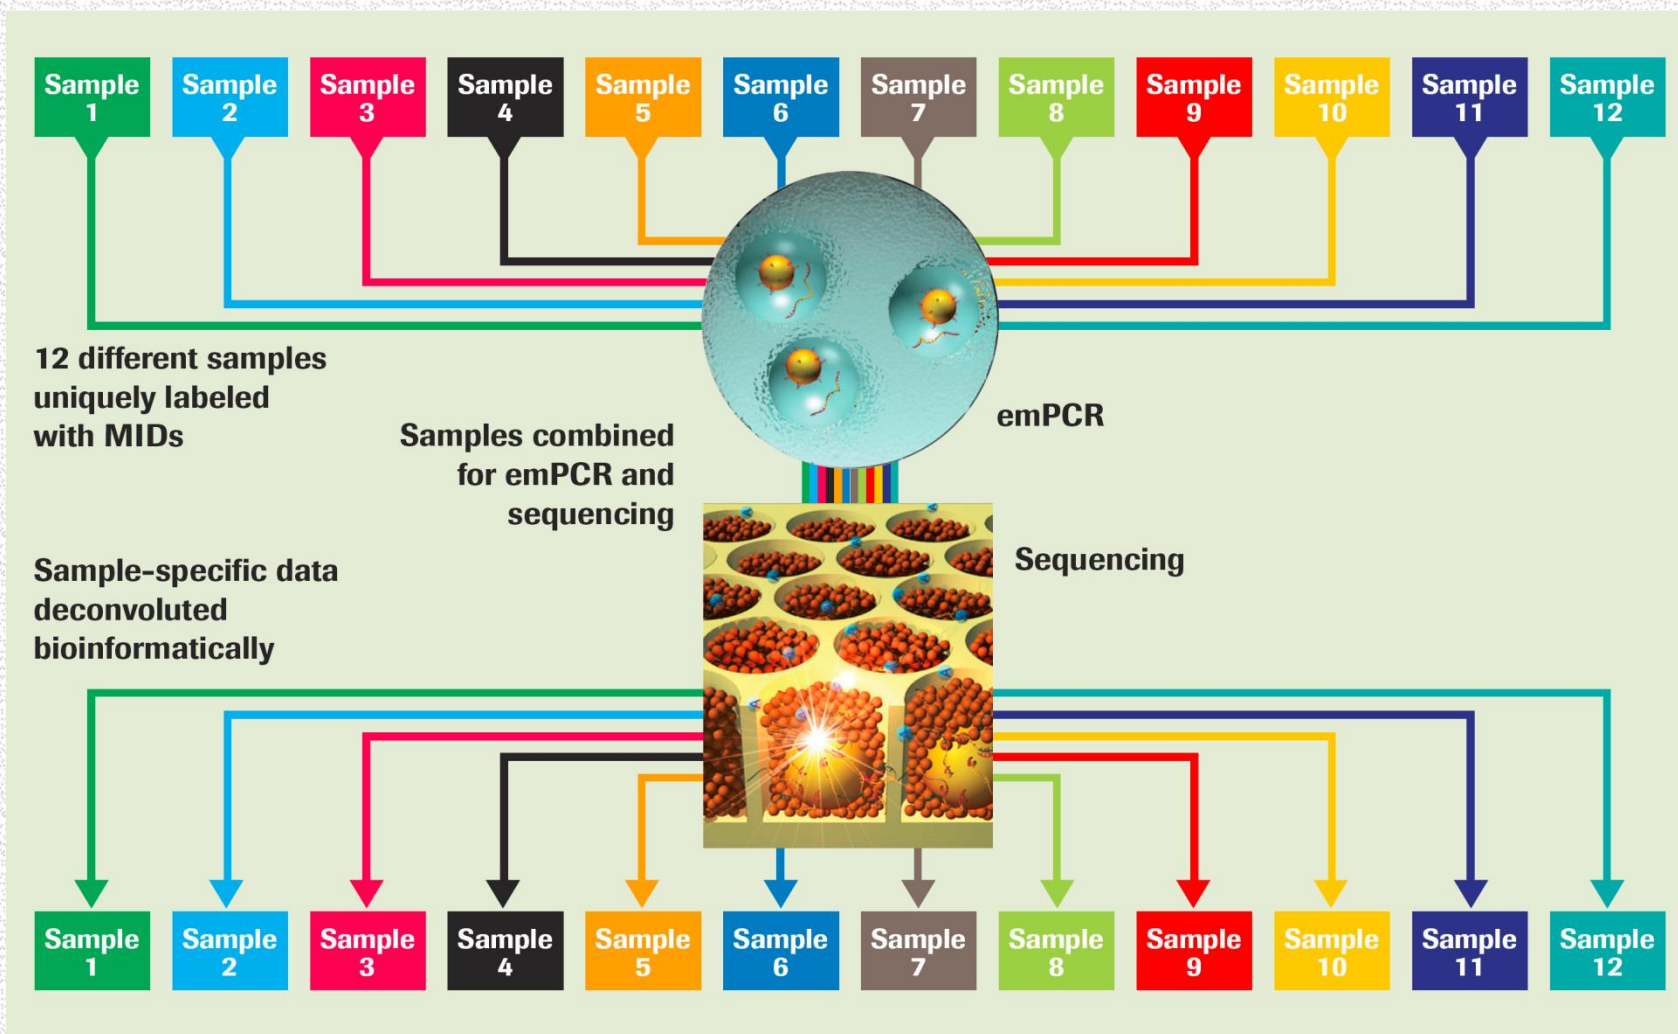 Sample
1
Sample
2
Sample
3
Sample
4
Sample
5
Sample
6
Sample
7
Sample
8
Sample
9
Sample
10
Sample
11
Sample
12
12 different samples
uniquely labeled
with MIDs
Samples combined
for emPCR and
sequencing
emPCR
Sequencing
Sample-specific data
deconvoluted
bioinformatically
Sample
1
Sample
2
Sample
3
Sample
4
Sample
5
Sample
6
Sample
7
Sample
8
Sample
9
Sample
10
Sample
11
Sample
12